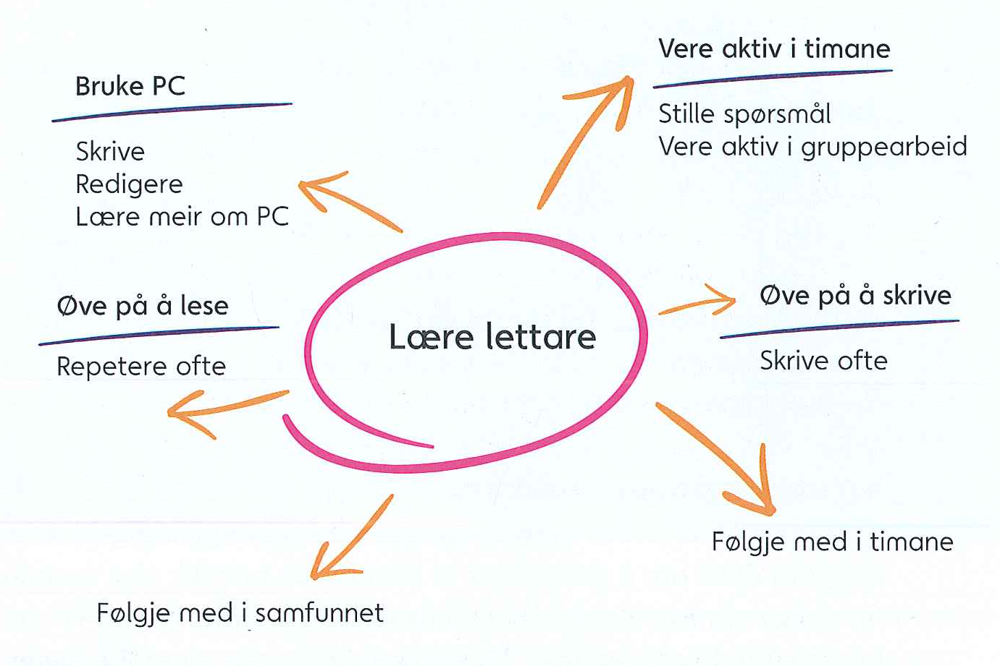 Bruke PC
Skrive
Redigere
Lære meir om PC
Vere aktiv i timane
Stille spørsmål
Vere aktiv i gruppearbeid
Øve på å lese
Repetere ofte
Lære lettare
Øve på å skrive
Skrive ofte
Følgje med i timane
Følgje med i samfunnet